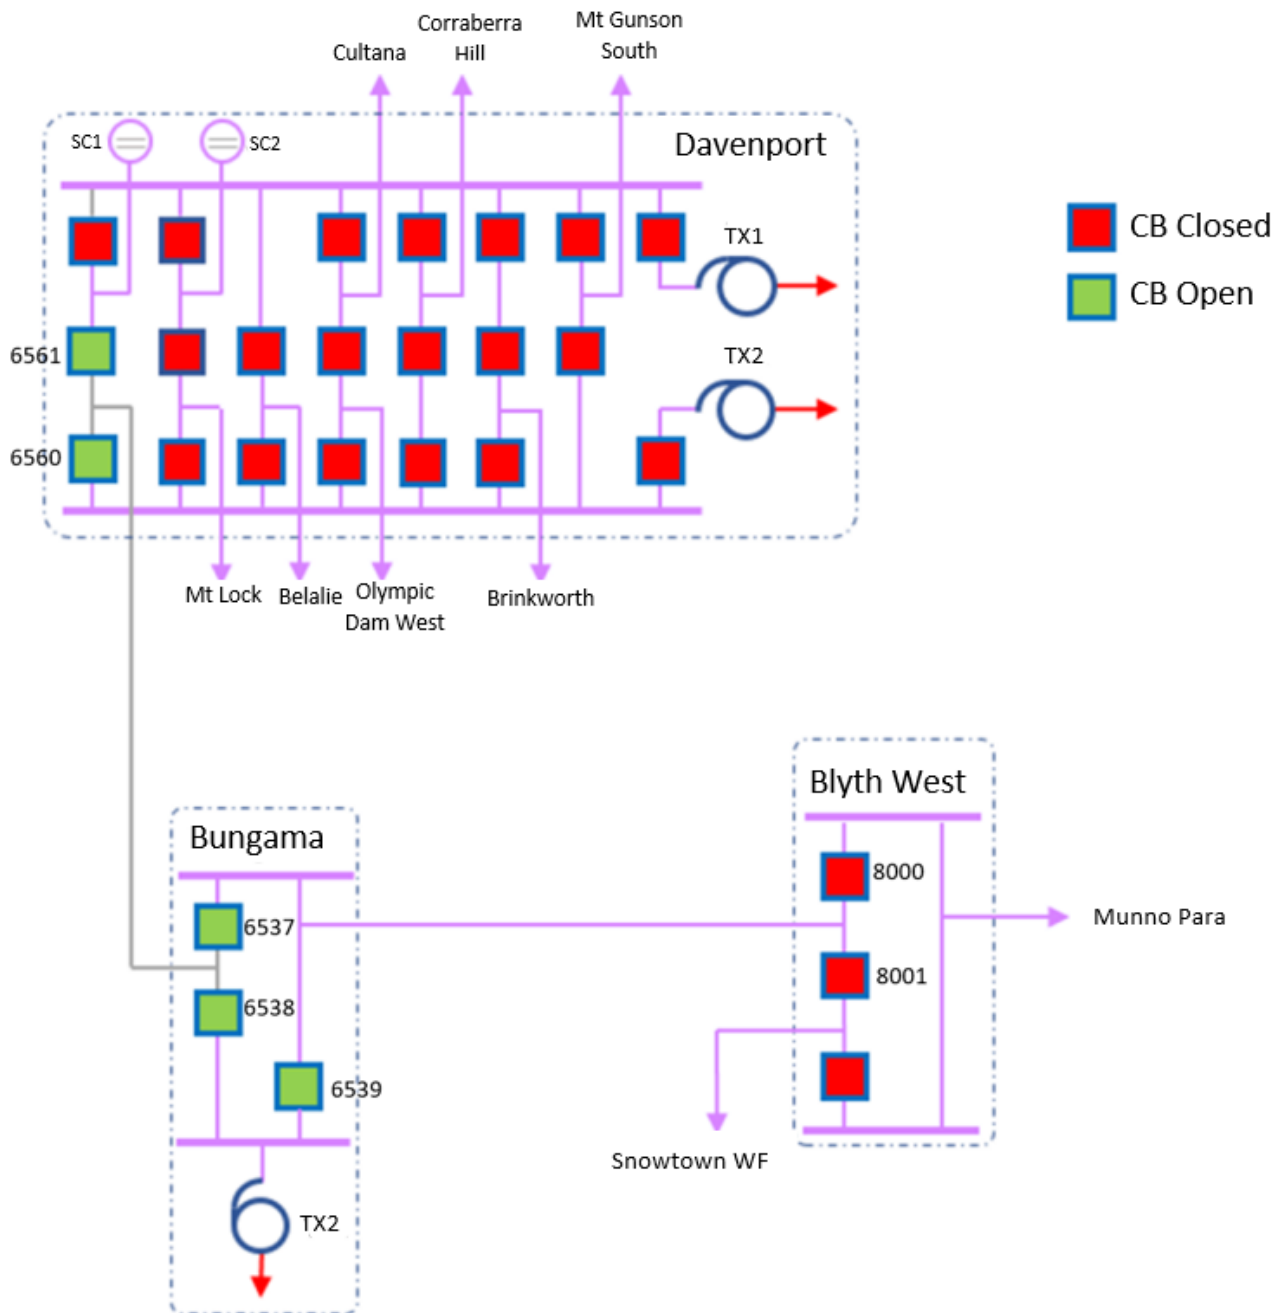 Cultana
Corraberra
Hill
Mt Gunson
South
SC1
SC2
Davenport
TX1
CB Closed
CB Open
6561
TX2
6560
Mt Lock
Belalie
Olympic
Dam West
Brinkworth
Blyth West
Bungama
8000
6537
Munno Para
8001
6538
6539
Snowtown WF
TX2